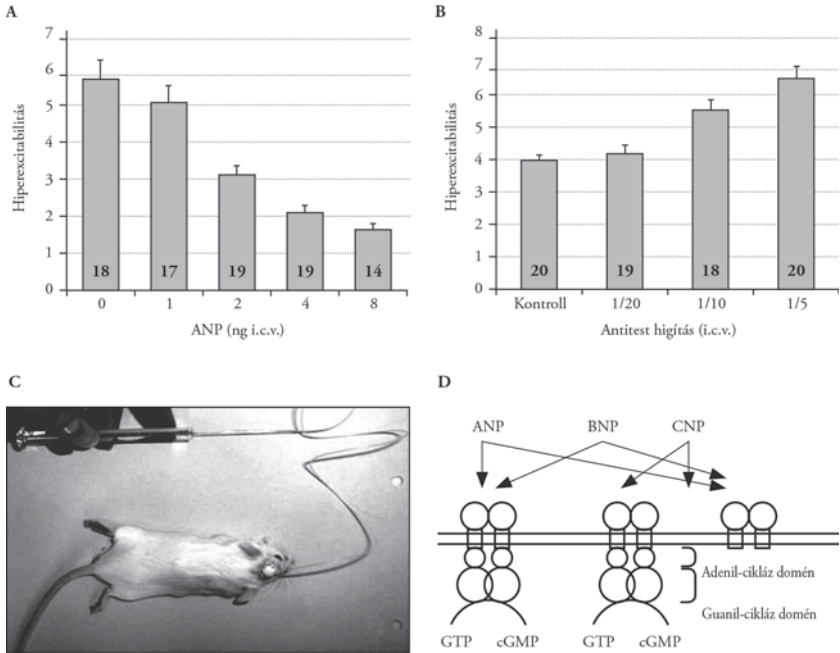 A
Hiperexcitabilitás
7
6
5
4
3
2
1
0
18 17 19 19 14
0 1 2 4 8
ANP (ng i.c.v.)
B
Hiperexcitabilitás
8
7
6
5
4
3
2
1
0
20 19 18 20
Kontroll 1/20 1/10 1/5
Antitest higítás (i.c.v.)
C
D
ANP BNP CNP
Adenil-cikláz domén
Guanil-cikláz domén
GTP cGMP GTP cGMP